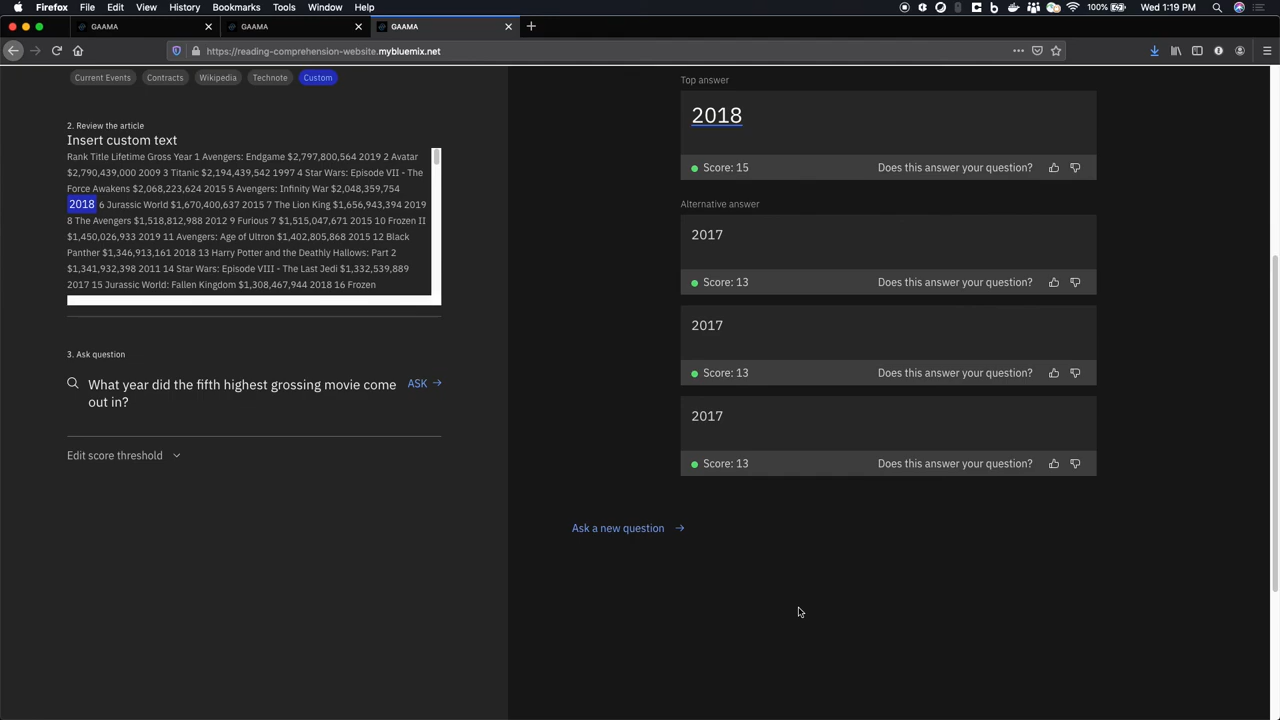 Firefox File Edit View History Bookmarks Tools Window Help 100% Wed 1:19 PM
GAAMA GAAMA GAAMA
https://reading-comprehension-website.mybluemix.net
Current Events Contracts Wikipedia Technote Custom
2. Review the article
Insert custom text
Rank Title Lifetime Gross Year 1 Avengers: Endgame $2,797,800,564 2019 2 Avatar
$2,790,439,000 2009 3 Titanic $2,194,439,542 1997 4 Star Wars: Episode VII - The
Force Awakens $2,068,223,624 2015 5 Avengers: Infinity War $2,048,359,754
2018 6 Jurassic World $1,670,400,637 2015 7 The Lion King $1,656,943,394 2019
8 The Avengers $1,518,812,988 2012 9 Furious 7 $1,515,047,671 2015 10 Frozen II
$1,450,026,933 2019 11 Avengers: Age of Ultron $1,402,805,868 2015 12 Black
Panther $1,346,913,161 2018 13 Harry Potter and the Deathly Hallows: Part 2
$1,341,932,398 2011 14 Star Wars: Episode VIII - The Last Jedi $1,332,539,889
2017 15 Jurassic World: Fallen Kingdom $1,308,467,944 2018 16 Frozen
3. Ask question
What year did the fifth highest grossing movie come
out in?
ASK
Edit score threshold
Top answer
2018
Score: 15 Does this answer your question?
Alternative answer
2017
Score: 13 Does this answer your question?
2017
Score: 13 Does this answer your question?
2017
Score: 13 Does this answer your question?
Ask a new question